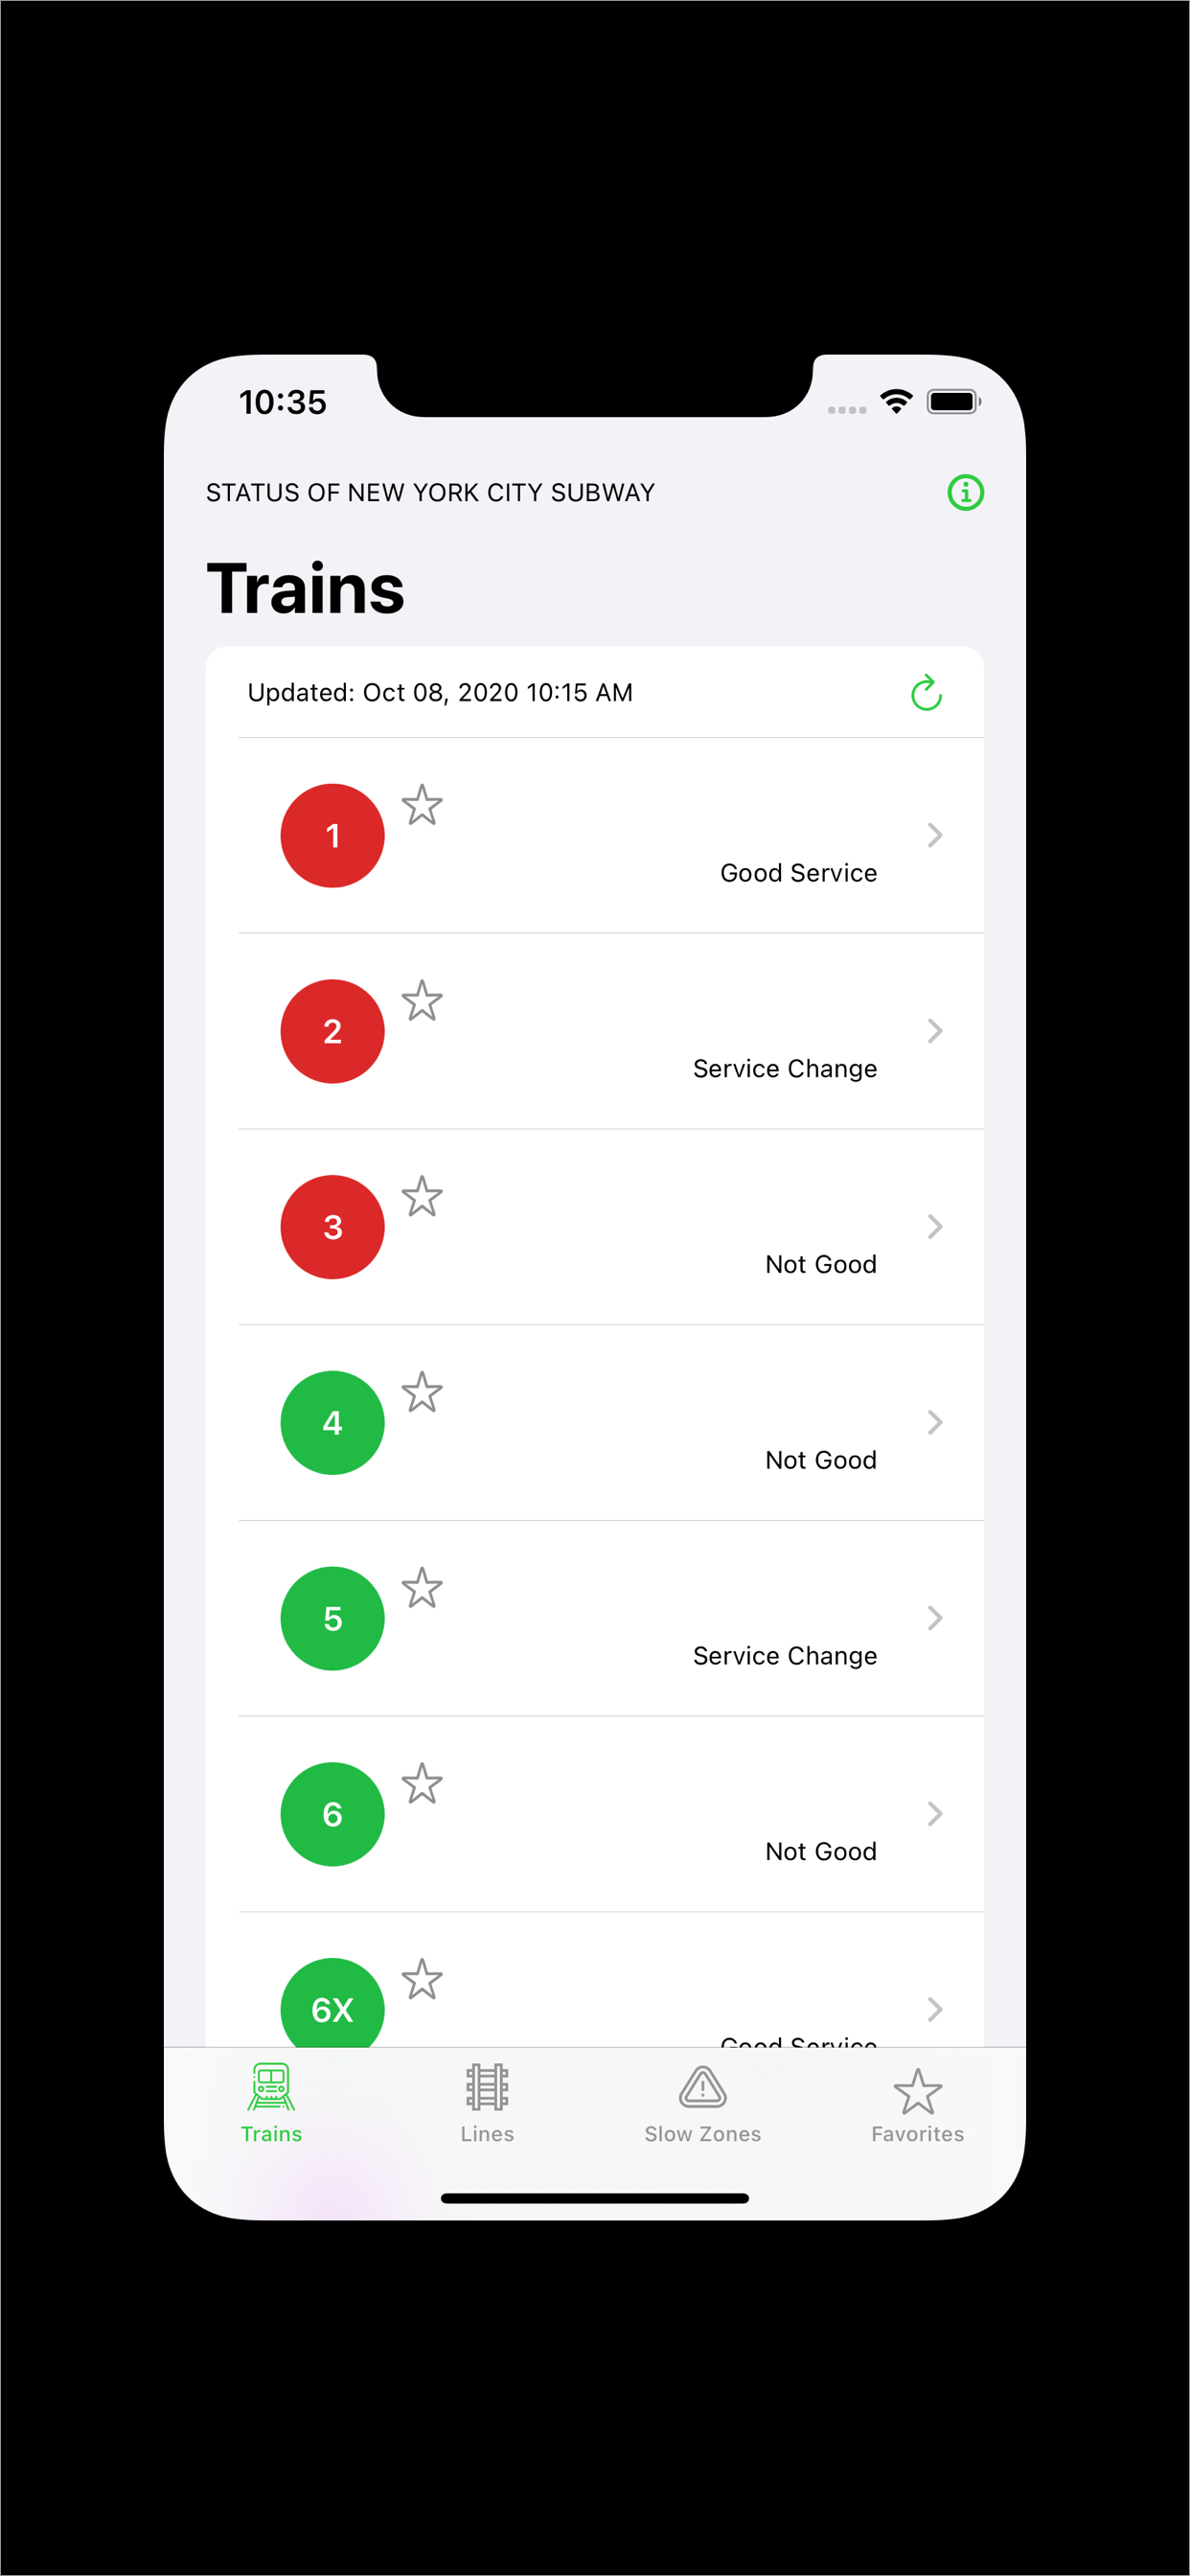 10:35
STATUS OF NEW YORK CITY SUBWAY
Trains
Updated: Oct 08, 2020 10:15 AM
1
Good Service
2
Service Change
3
Not Good
4
Not Good
5
Service Change
6
Not Good
6X
Good Service
Trains
Lines
Slow Zones
Favorites